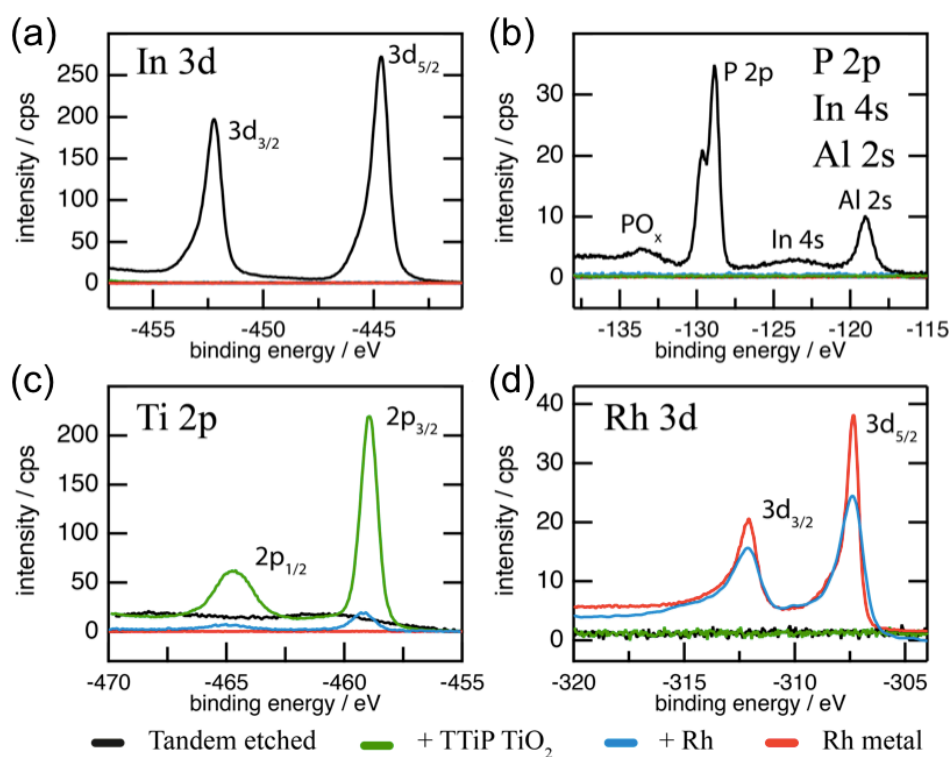 (a)
In 3d
3d5/2
3d3/2
250
200
150
100
50
0
intensity / cps
-455
-450
-445
binding energy / eV
(b)
P 2p
P 2p
In 4s
Al 2s
POx
In 4s
Al 2s
30
20
10
0
intensity / cps
-135
-130
-125
-120
-115
binding energy / eV
(c)
Ti 2p
2p3/2
2p1/2
200
150
100
50
0
intensity / cps
-470
-465
-460
-455
binding energy / eV
(d)
Rh 3d
3d5/2
3d3/2
40
30
20
10
0
intensity / cps
-320
-315
-310
-305
binding energy / eV
Tandem etched + TTiP TiO2 + Rh Rh metal